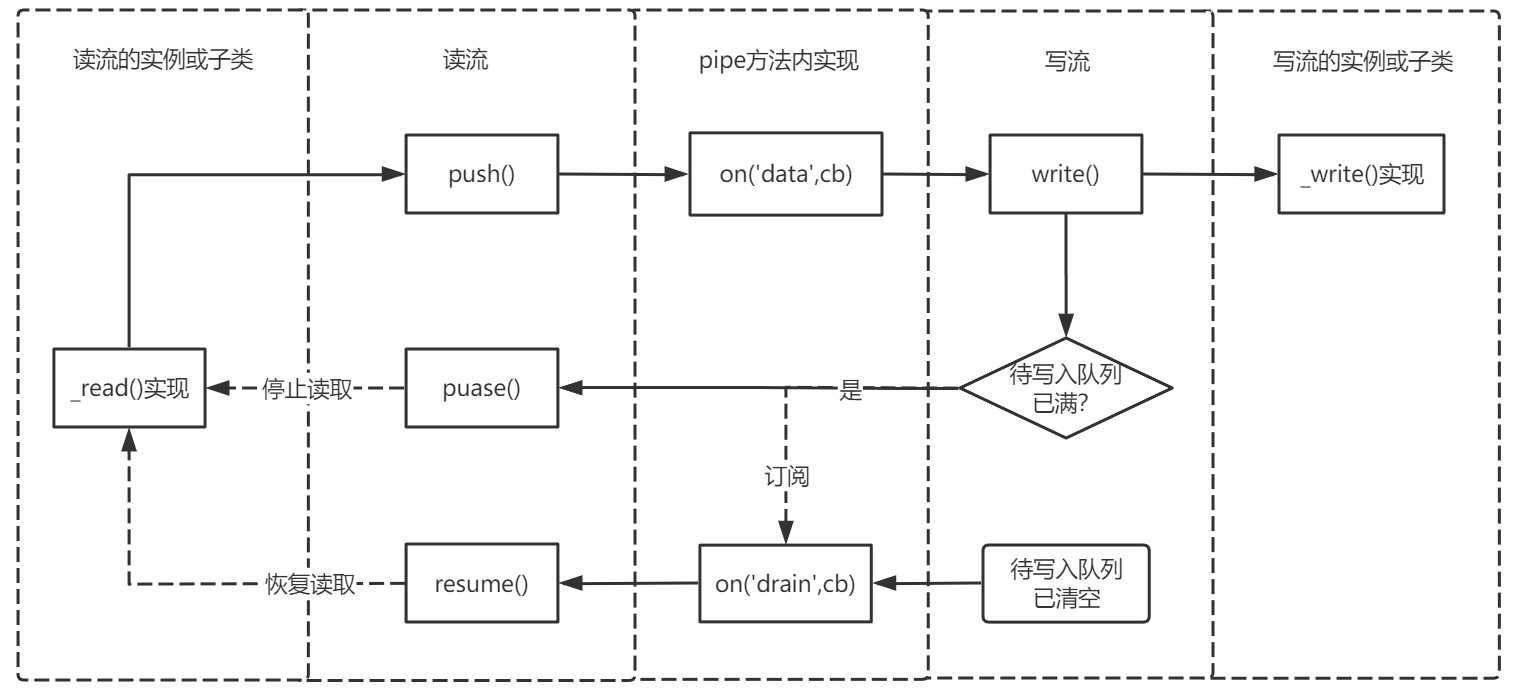 读流的实例或子类
读流
pipe方法内实现
写流
写流的实例或子类
push()
on('data',cb)
write()
_write()实现
_read()实现
停止读取
puase()
是
待写入队列
已满?
订阅
恢复读取
resume()
on('drain',cb)
待写入队列
已清空